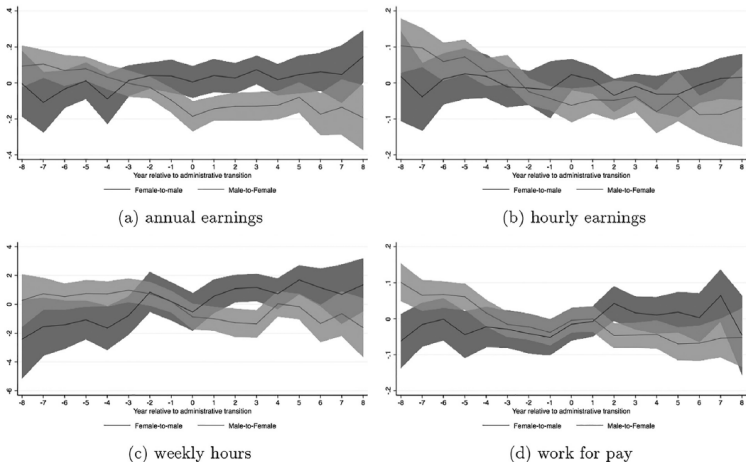 .4
.2
0
-.2
-.4
-8 -7 -6 -5 -4 -3 -2 -1 0 1 2 3 4 5 6 7 8
Year relative to administrative transition
Female-to-male Male-to-Female
(a) annual earnings
.2
.1
0
-.1
-.2
-8 -7 -6 -5 -4 -3 -2 -1 0 1 2 3 4 5 6 7 8
Year relative to administrative transition
Female-to-male Male-to-Female
(b) hourly earnings
4
2
0
-2
-4
-6
-8 -7 -6 -5 -4 -3 -2 -1 0 1 2 3 4 5 6 7 8
Year relative to administrative transition
Female-to-male Male-to-Female
(c) weekly hours
.2
.1
0
-.1
-.2
-8 -7 -6 -5 -4 -3 -2 -1 0 1 2 3 4 5 6 7 8
Year relative to administrative transition
Female-to-male Male-to-Female
(d) work for pay